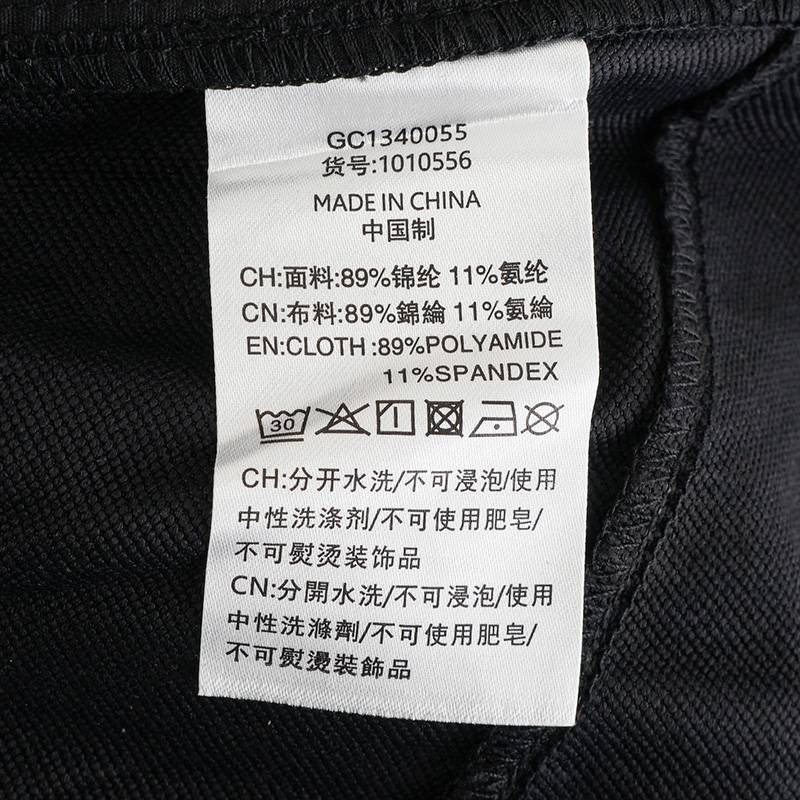 GC1340055
货号:1010556
MADE IN CHINA
中国制
CH:面料:89%锦纶 11%氨纶
CN:布料:89%錦綸 11%氨綸
EN:CLOTH :89%POLYAMIDE
11%SPANDEX
30
CH:分开水洗/不可浸泡/使用
中性洗涤剂/不可使用肥皂/
不可熨烫装饰品
CN:分開水洗/不可浸泡/使用
中性洗滌劑/不可使用肥皂/
不可熨燙裝飾品